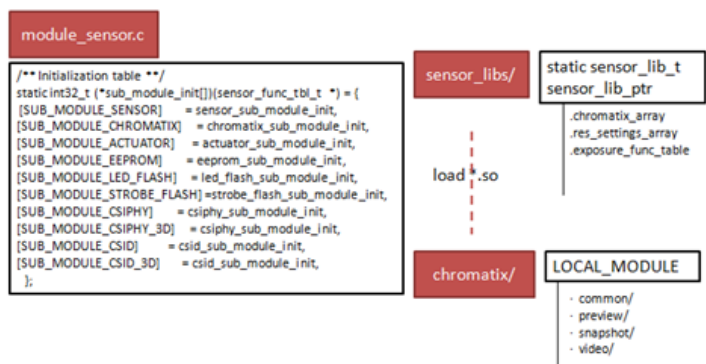 module_sensor.c
/** Initialization table **/
static int32_t (*sub_module_init[])(sensor_func_tbl_t *) = {
[SUB_MODULE_SENSOR] = sensor_sub_module_init,
[SUB_MODULE_CHROMATIX] = chromatix_sub_module_init,
[SUB_MODULE_ACTUATOR] = actuator_sub_module_init,
[SUB_MODULE_EEPROM] = eeprom_sub_module_init,
[SUB_MODULE_LED_FLASH] = led_flash_sub_module_init,
[SUB_MODULE_STROBE_FLASH] =strobe_flash_sub_module_init,
[SUB_MODULE_CSIPHY] = csiphy_sub_module_init,
[SUB_MODULE_CSIPHY_3D] = csiphy_sub_module_init,
[SUB_MODULE_CSID] = csid_sub_module_init,
[SUB_MODULE_CSID_3D] = csid_sub_module_init,
};
sensor_libs/
static sensor_lib_t
sensor_lib_ptr
.chromatix_array
.res_settings_array
.exposure_func_table
load *.so
chromatix/
LOCAL_MODULE
· common/
· preview/
· snapshot/
· video/